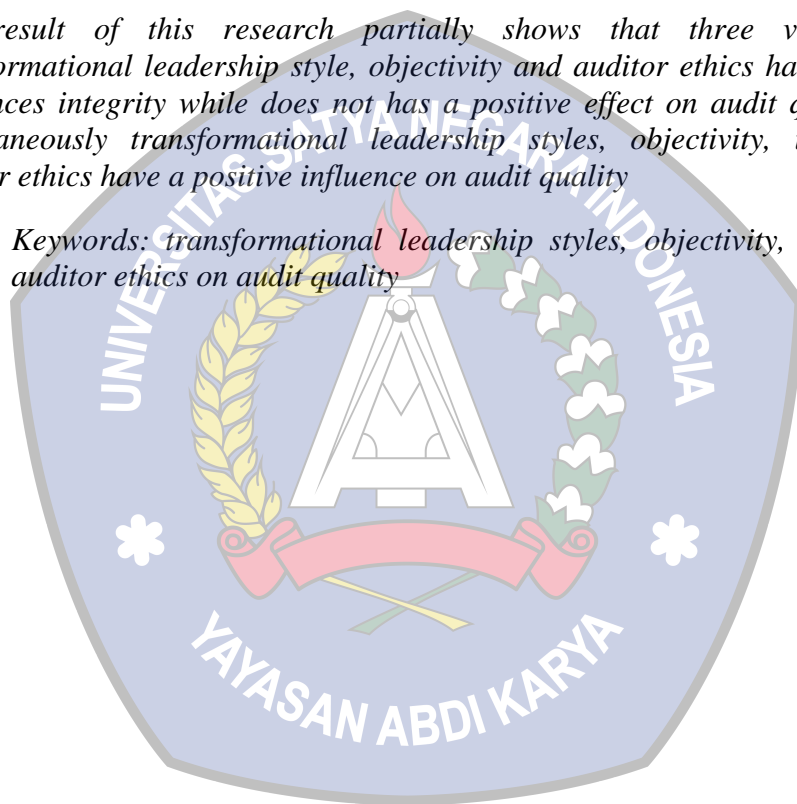 result of this research partially shows that three v
ormational leadership style, objectivity and auditor ethics ha
nces integrity while does not has a positive effect on audit q
aneously transformational leadership styles, objectivity,
r ethics have a positive influence on audit quality
Keywords: transformational leadership styles, objectivity,
auditor ethics on audit quality
UNIVERSITAS SATYA NEGARA INDONESIA
YAYASAN ABDI KARYA